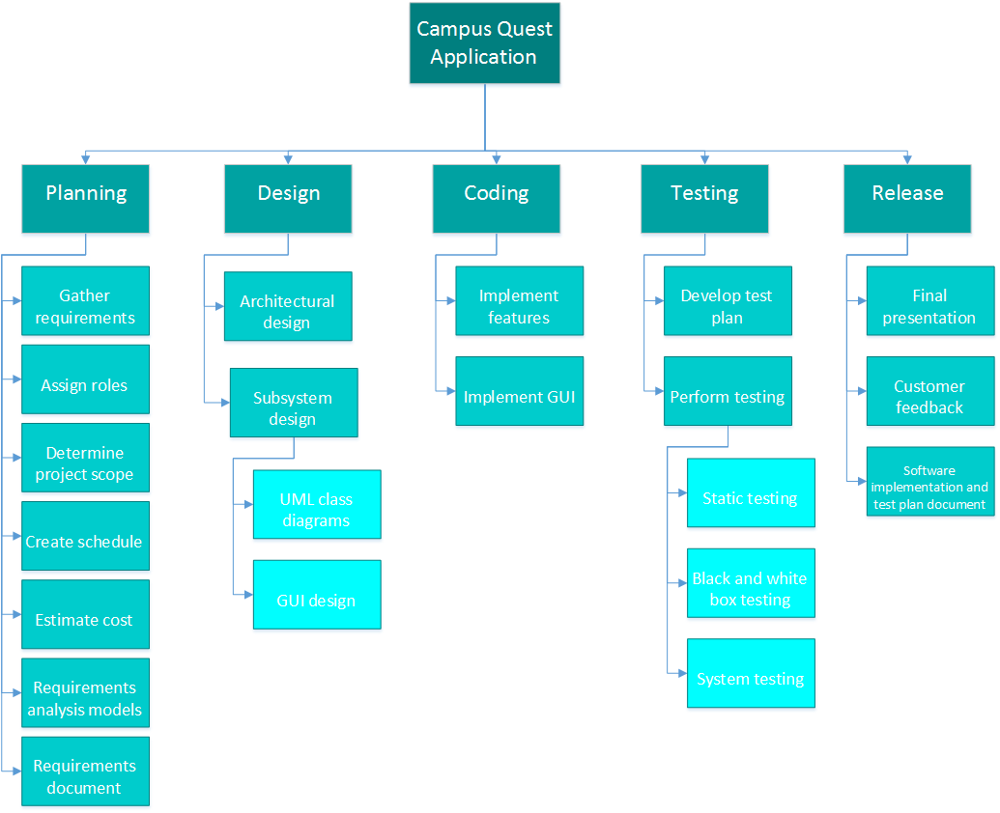 Campus Quest
Application
Planning
Design
Coding
Testing
Release
Gather
requirements
Assign roles
Determine
project scope
Create schedule
Estimate cost
Requirements
analysis models
Requirements
document
Architectural
design
Subsystem
design
UML class
diagrams
GUI design
Implement
features
Implement GUI
Develop test
plan
Perform testing
Static testing
Black and white
box testing
System testing
Final
presentation
Customer
feedback
Software
implementation and
test plan document